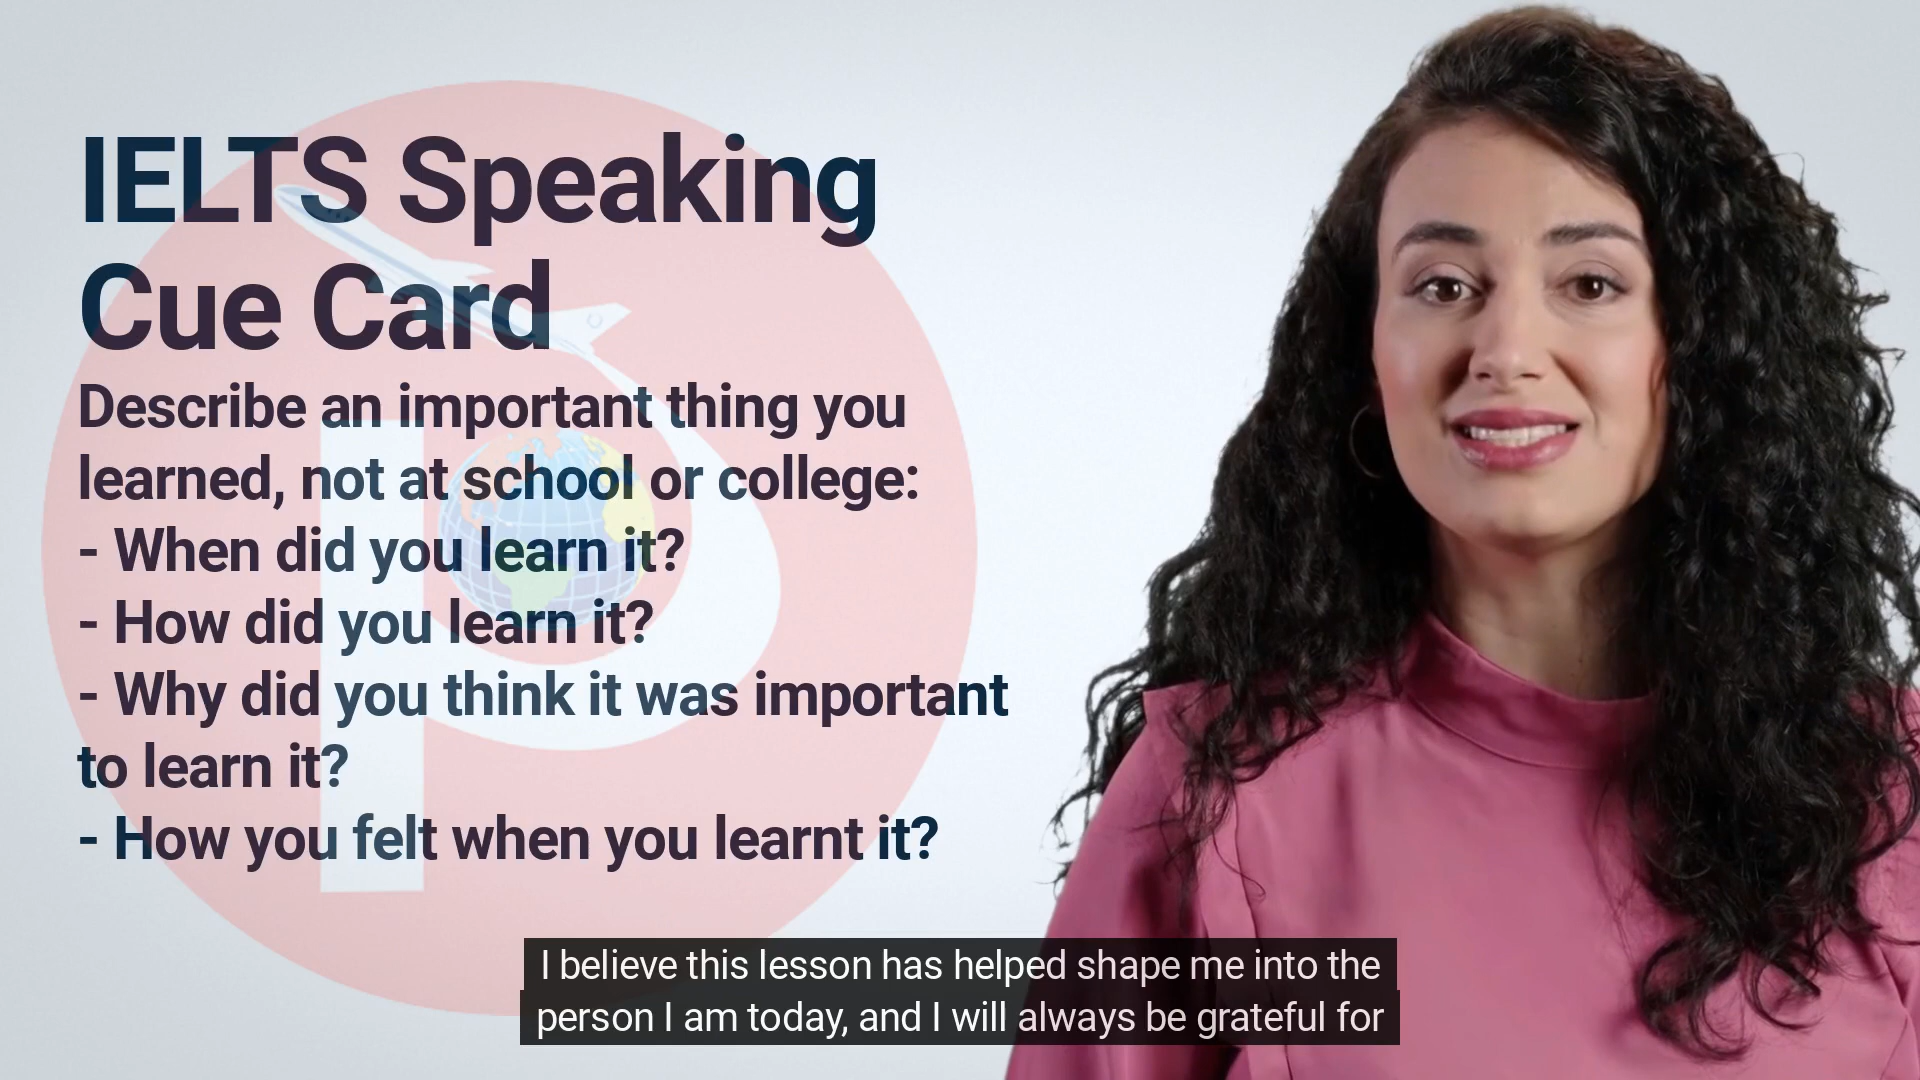 IELTS Speaking
Cue Card
Describe an important thing you
learned, not at school or college:
- When did you learn it?
- How did you learn it?
- Why did you think it was important
to learn it?
- How you felt when you learnt it?
I believe this lesson has helped shape me into the
person I am today, and I will always be grateful for